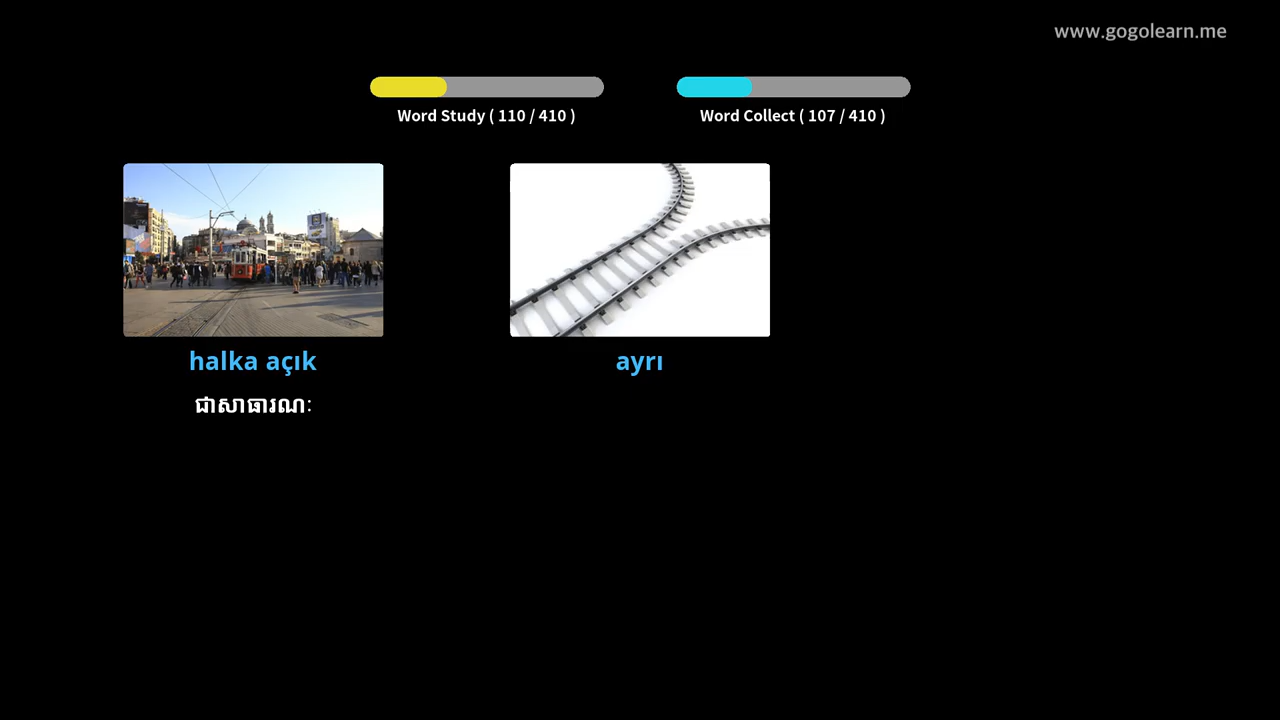 www.gogolearn.me
Word Study ( 110 / 410 )
Word Collect ( 107 / 410 )
halka açık
ayrı
ជាសាធារណៈ